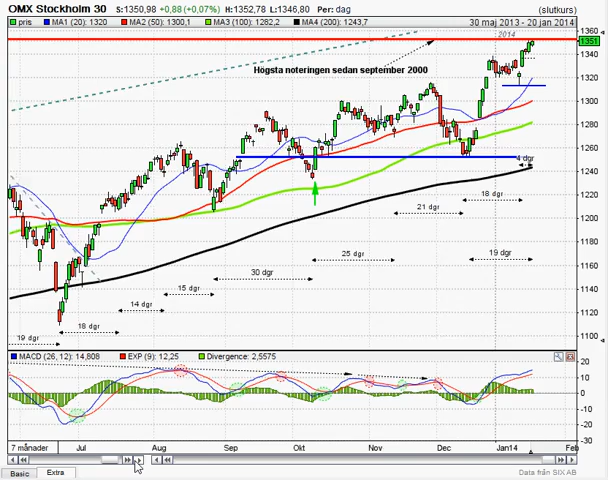 OMX Stockholm 30 S:1350,98 +0,88 (+0,07%) H:1352,78 L:1346,80 Per: dag (slutkurs)
pris MA1 (20): 1320 MA2 (50): 1300,1 MA3 (100): 1282,2 MA4 (200): 1243,7 30 maj 2013 - 20 jan 2014
2014
1360
1351
Högsta noteringen sedan september 2000
1340
1320
1300
1280
1260
4 dgr
1240
1220
18 dgr
21 dgr
1200
1180
25 dgr
19 dgr
30 dgr
1160
15 dgr
1140
14 dgr
1120
18 dgr
19 dgr
1100
MACD (26, 12): 14,808 EXP (9): 12,25 Divergence: 2,5575
20
10
0
-10
-20
-30
7 månader Jul Aug Sep Okt Nov Dec Jan14 Feb
Basic Extra
Data från SIX AB